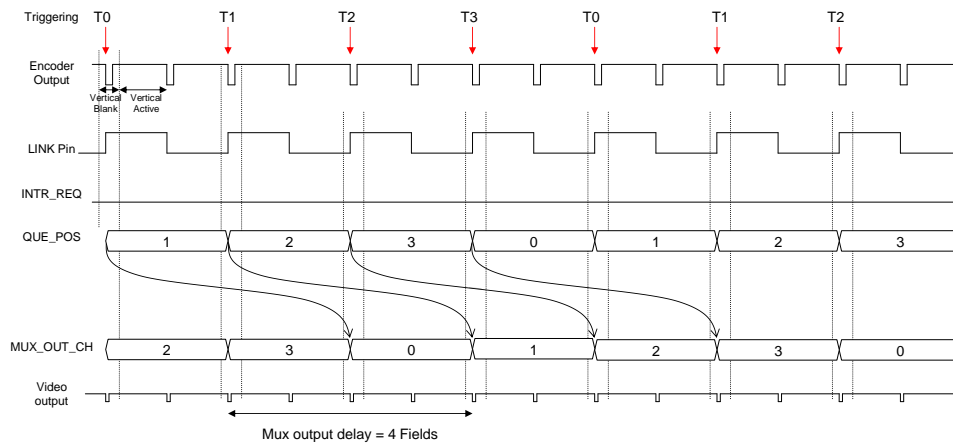 Triggering T0 T1 T2 T3 T0 T1 T2
Encoder
Output
Vertical
Blank
Vertical
Active
LINK Pin
INTR_REQ
QUE_POS 1 2 3 0 1 2 3
MUX_OUT_CH 2 3 0 1 2 3 0
Video
output
Mux output delay = 4 Fields